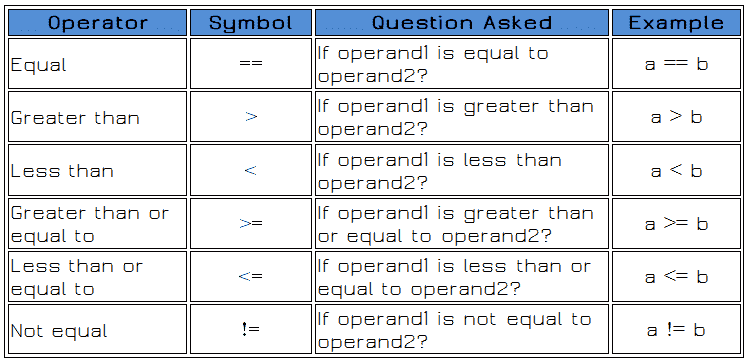 Operator Symbol Question Asked Example
Equal == If operand1 is equal to
operand2? a == b
Greater than > If operand1 is greater than
operand2? a > b
Less than < If operand1 is less than
operand2? a < b
Greater than or
equal to >= If operand1 is greater than
or equal to operand2? a >= b
Less than or
equal to <= If operand1 is less than or
equal to operand2? a <= b
Not equal != If operand1 is not equal to
operand2? a != b